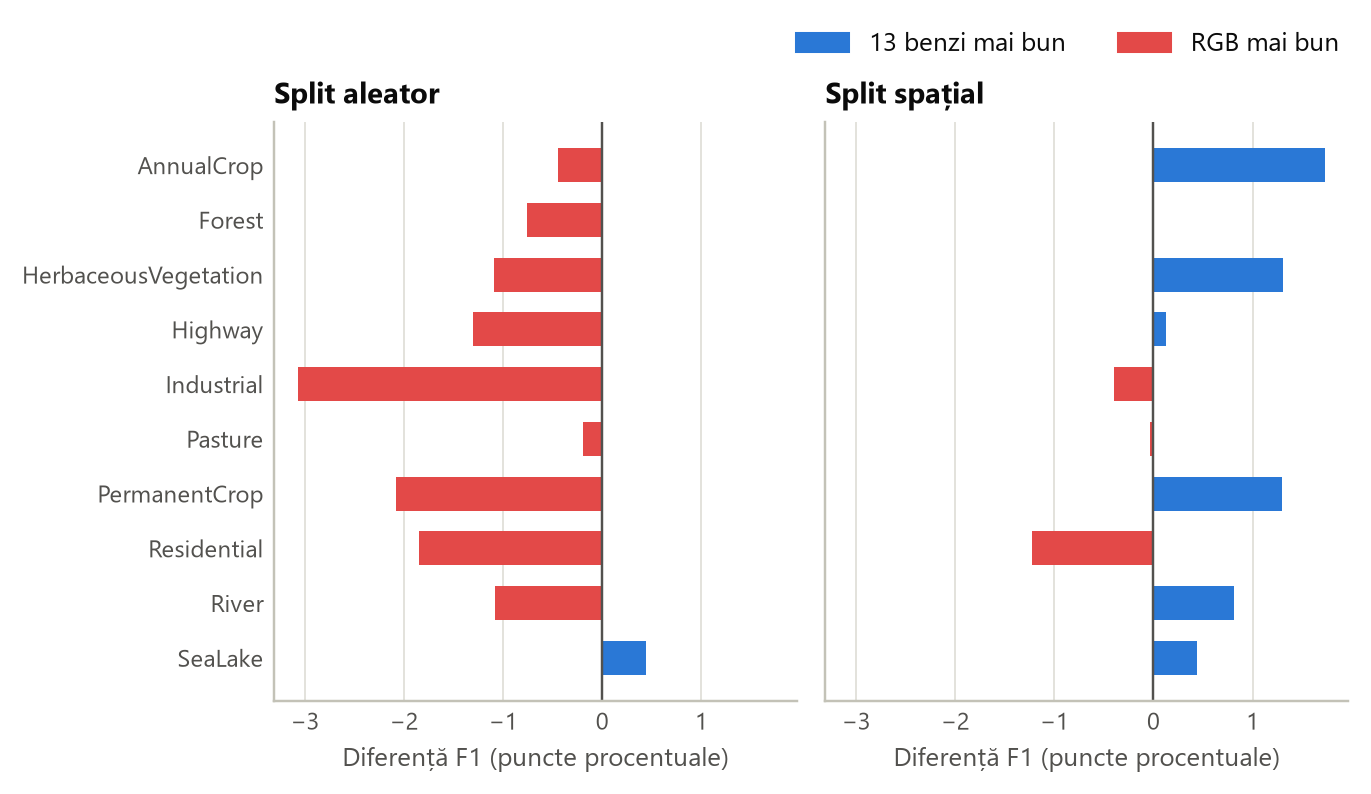 13 benzi mai bun
RGB mai bun
Split aleator
Split spațial
AnnualCrop
Forest
HerbaceousVegetation
Highway
Industrial
Pasture
PermanentCrop
Residential
River
SeaLake
−3 −2 −1 0 1
−3 −2 −1 0 1
Diferență F1 (puncte procentuale)
Diferență F1 (puncte procentuale)